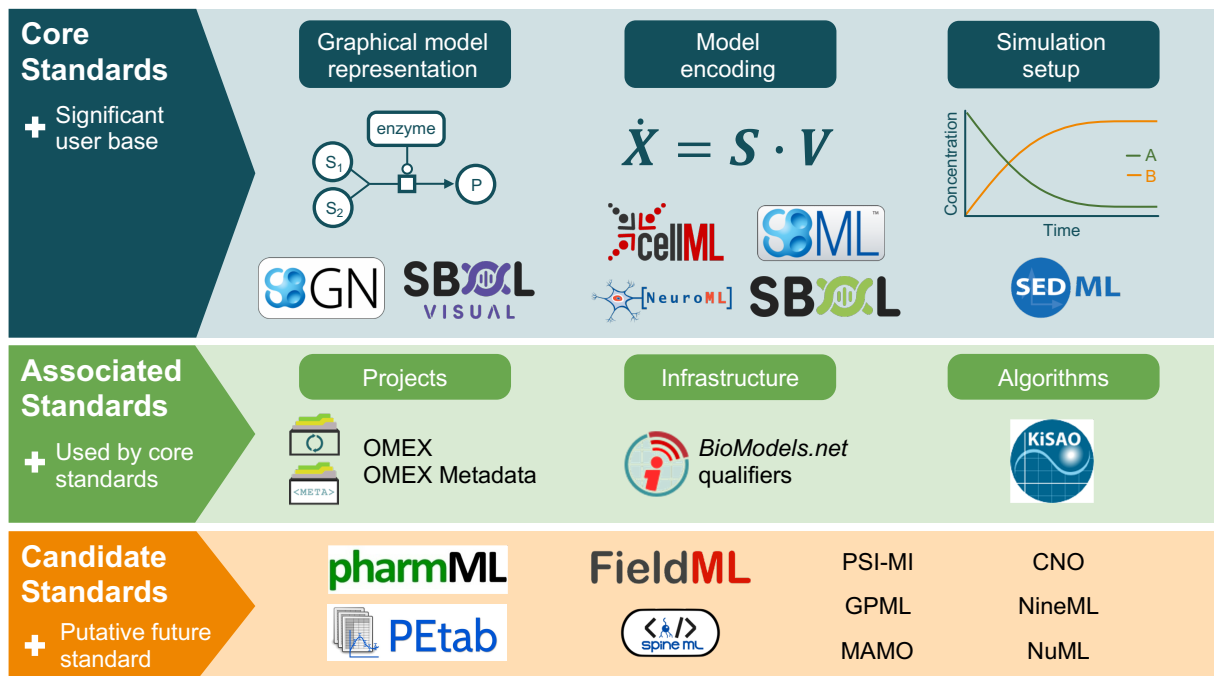 Core
Standards
+ Significant
user base
Graphical model
representation
enzyme
S1
S2
P
SBGN
SBOL
VISUAL
Model
encoding
Ẋ = S · V
cellML
SBML™
[NeuroML]
SBOL
Simulation
setup
Concentration
A
B
Time
SED ML
Associated
Standards
+ Used by core
standards
Projects
OMEX
<META>
OMEX Metadata
Infrastructure
BioModels.net
qualifiers
Algorithms
KiSAO
Candidate
Standards
+ Putative future
standard
pharmML
PEtab
FieldML
</>
spine ML
PSI-MI
GPML
MAMO
CNO
NineML
NuML